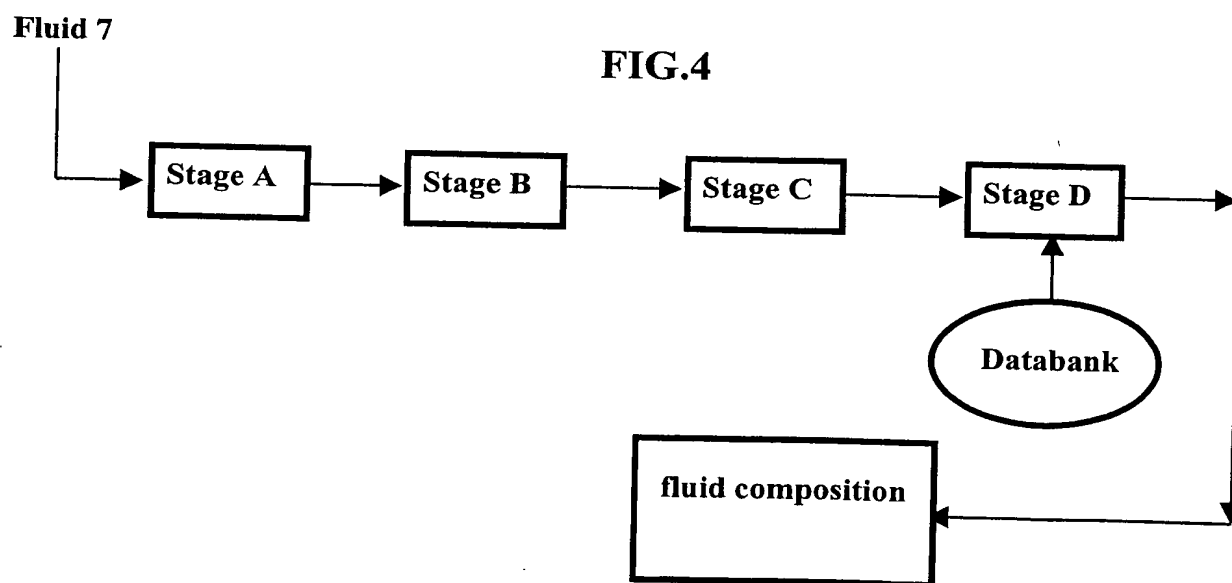 Fluid 7
FIG.4
Stage A
Stage B
Stage C
Stage D
Databank
fluid composition